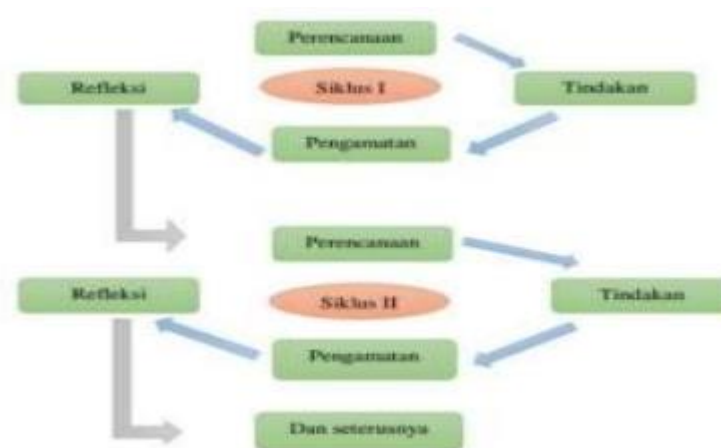 Perencanaan
Refleksi
Siklus I
Tindakan
Pengamatan
Perencanaan
Refleksi
Siklus II
Tindakan
Pengamatan
Dan seterusnya